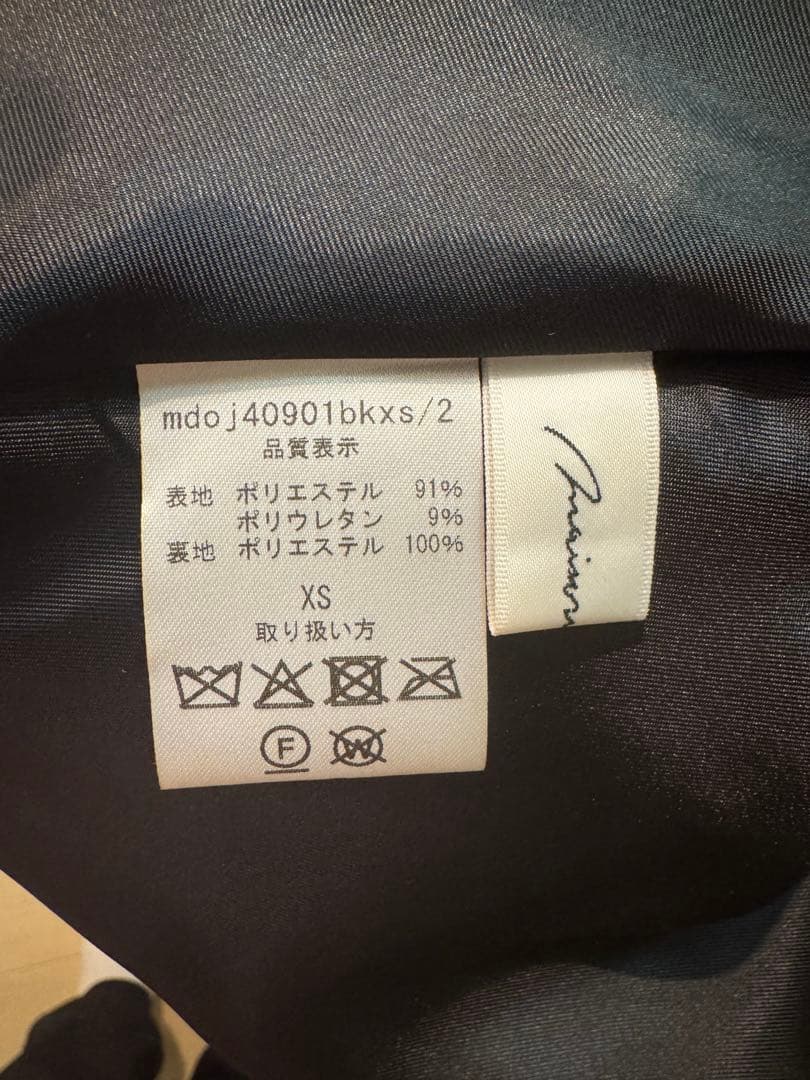 mdoj40901bkxs/2
品質表示
表地 ポリエステル 91%
ポリウレタン 9%
裏地 ポリエステル 100%
XS
取り扱い方
F W